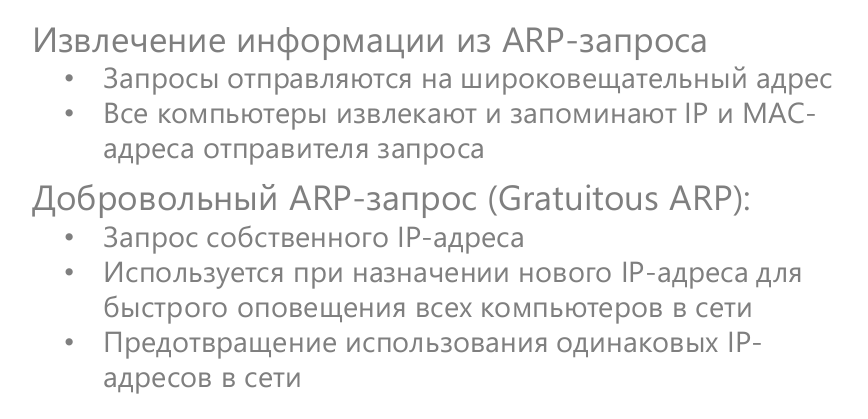 Извлечение информации из ARP-запроса
• Запросы отправляются на широковещательный адрес
• Все компьютеры извлекают и запоминают IP и MAC-
адреса отправителя запроса
Добровольный ARP-запрос (Gratuitous ARP):
• Запрос собственного IP-адреса
• Используется при назначении нового IP-адреса для
быстрого оповещения всех компьютеров в сети
• Предотвращение использования одинаковых IP-
адресов в сети